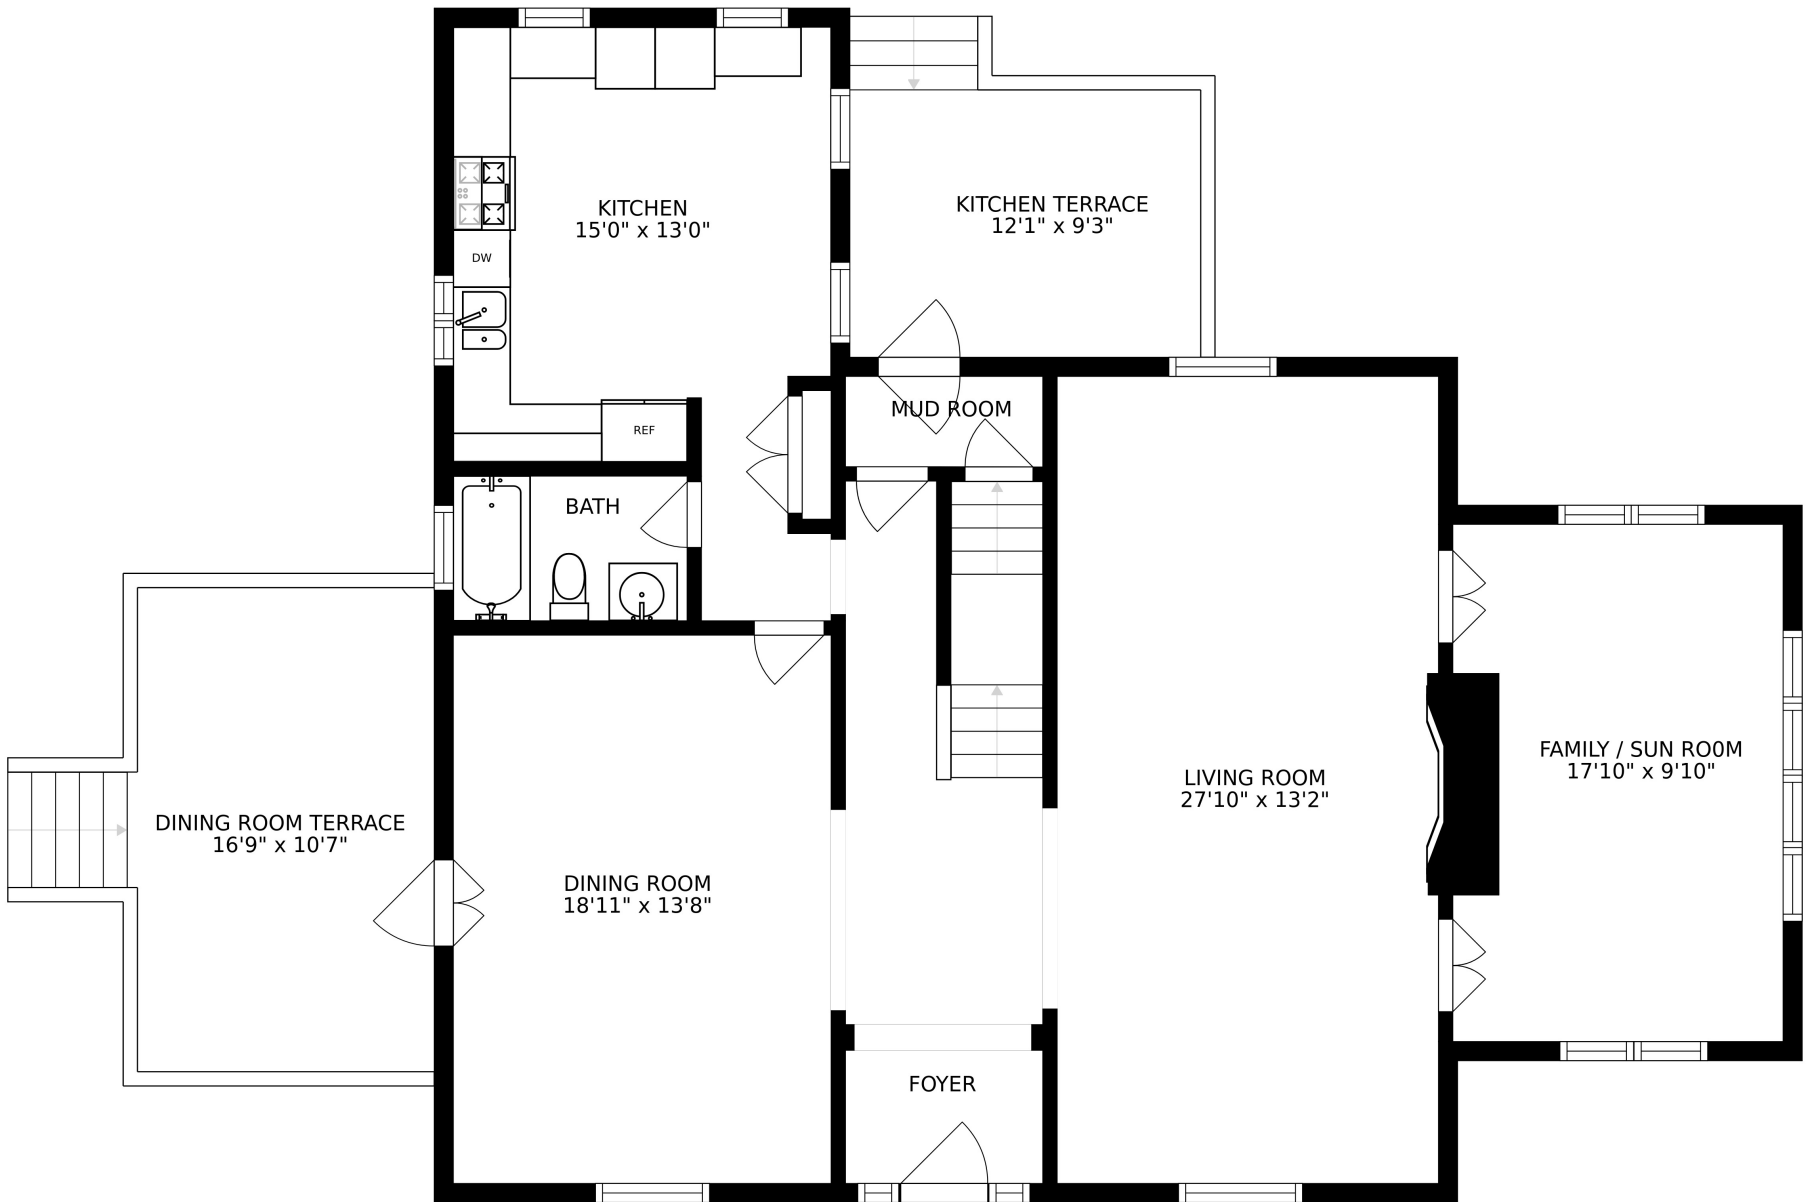 KITCHEN
15'0" x 13'0"
KITCHEN TERRACE
12'1" x 9'3"
DW
MUD ROOM
REF
BATH
FAMILY / SUN RO0M
17'10" x 9'10"
LIVING ROOM
27'10" x 13'2"
DINING ROOM TERRACE
16'9" x 10'7"
DINING ROOM
18'11" x 13'8"
FOYER